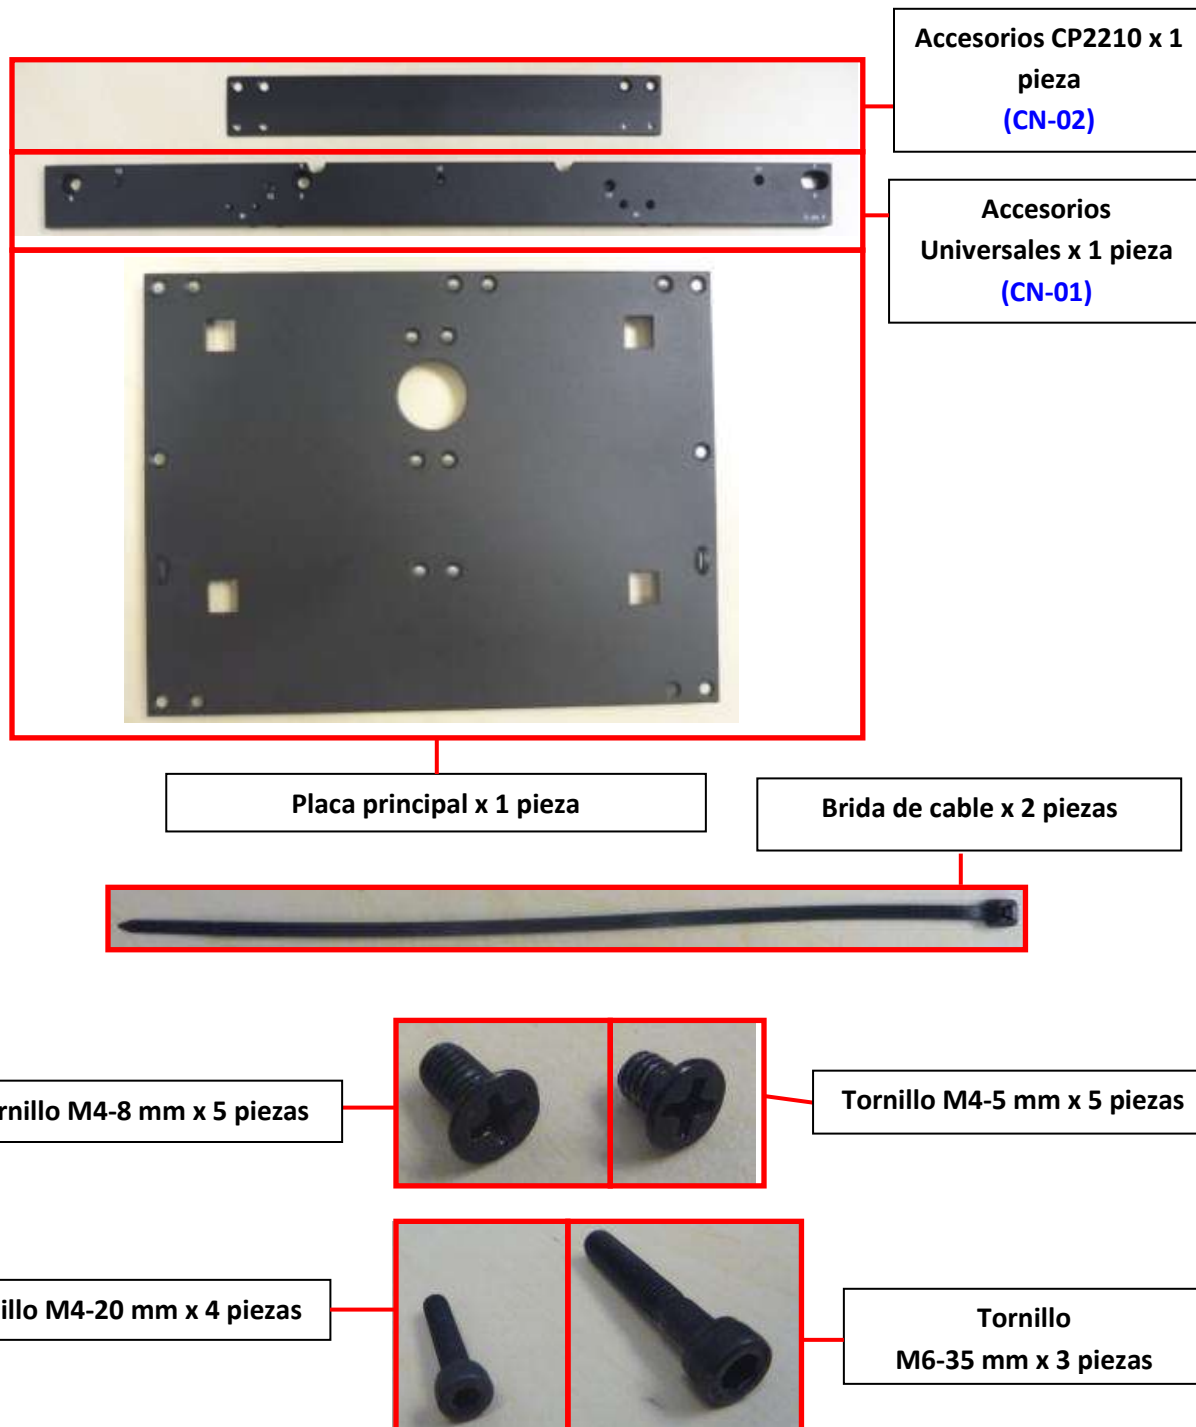 Accesorios CP2210 x 1
pieza
(CN-02)
Accesorios
Universales x 1 pieza
(CN-01)
Placa principal x 1 pieza
Brida de cable x 2 piezas
rnillo M4-8 mm x 5 piezas
Tornillo M4-5 mm x 5 piezas
illo M4-20 mm x 4 piezas
Tornillo
M6-35 mm x 3 piezas